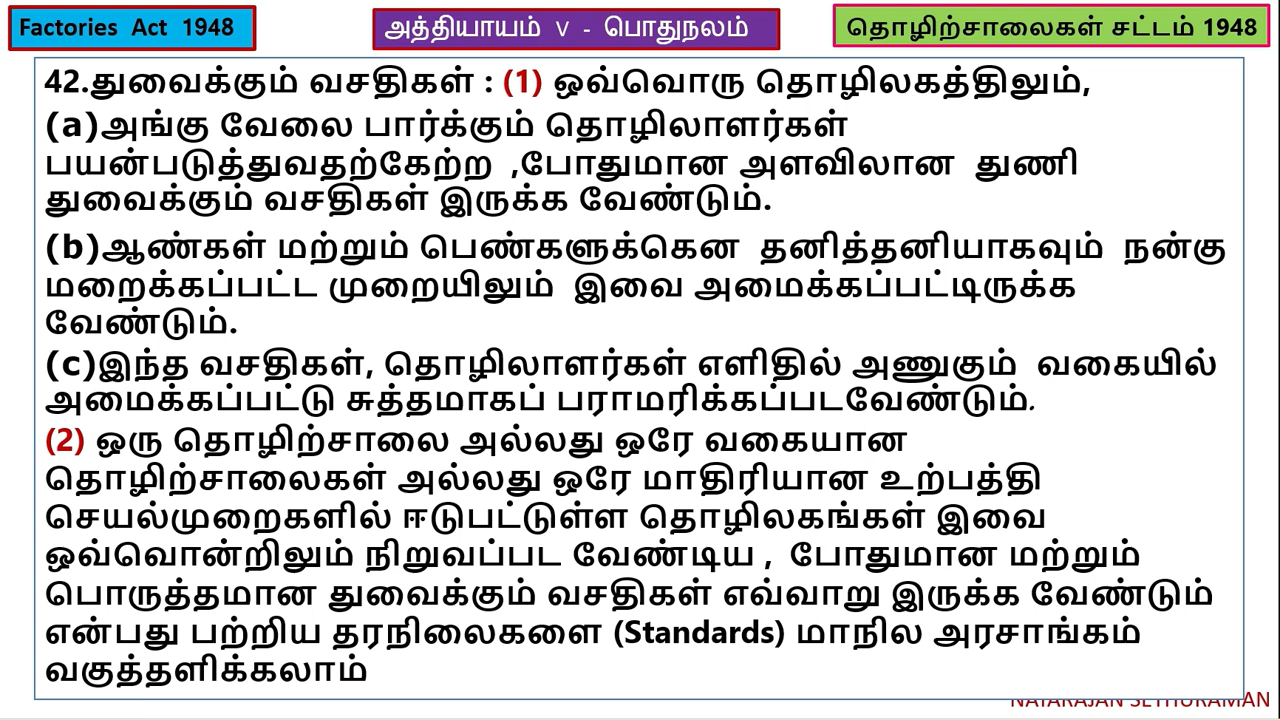 Factories Act 1948
அத்தியாயம் V - பொதுநலம்
தொழிற்சாலைகள் சட்டம் 1948
42.துவைக்கும் வசதிகள் : (1) ஒவ்வொரு தொழிலகத்திலும்,
(a)அங்கு வேலை பார்க்கும் தொழிலாளர்கள்
பயன்படுத்துவதற்கேற்ற ,போதுமான அளவிலான துணி
துவைக்கும் வசதிகள் இருக்க வேண்டும்.
(b)ஆண்கள் மற்றும் பெண்களுக்கென தனித்தனியாகவும் நன்கு
மறைக்கப்பட்ட முறையிலும் இவை அமைக்கப்பட்டிருக்க
வேண்டும்.
(c)இந்த வசதிகள், தொழிலாளர்கள் எளிதில் அணுகும் வகையில்
அமைக்கப்பட்டு சுத்தமாகப் பராமரிக்கப்படவேண்டும்.
(2) ஒரு தொழிற்சாலை அல்லது ஒரே வகையான
தொழிற்சாலைகள் அல்லது ஒரே மாதிரியான உற்பத்தி
செயல்முறைகளில் ஈடுபட்டுள்ள தொழிலகங்கள் இவை
ஒவ்வொன்றிலும் நிறுவப்பட வேண்டிய , போதுமான மற்றும்
பொருத்தமான துவைக்கும் வசதிகள் எவ்வாறு இருக்க வேண்டும்
என்பது பற்றிய தரநிலைகளை (Standards) மாநில அரசாங்கம்
வகுத்தளிக்கலாம்
NATARAJAN SETHURAMAN